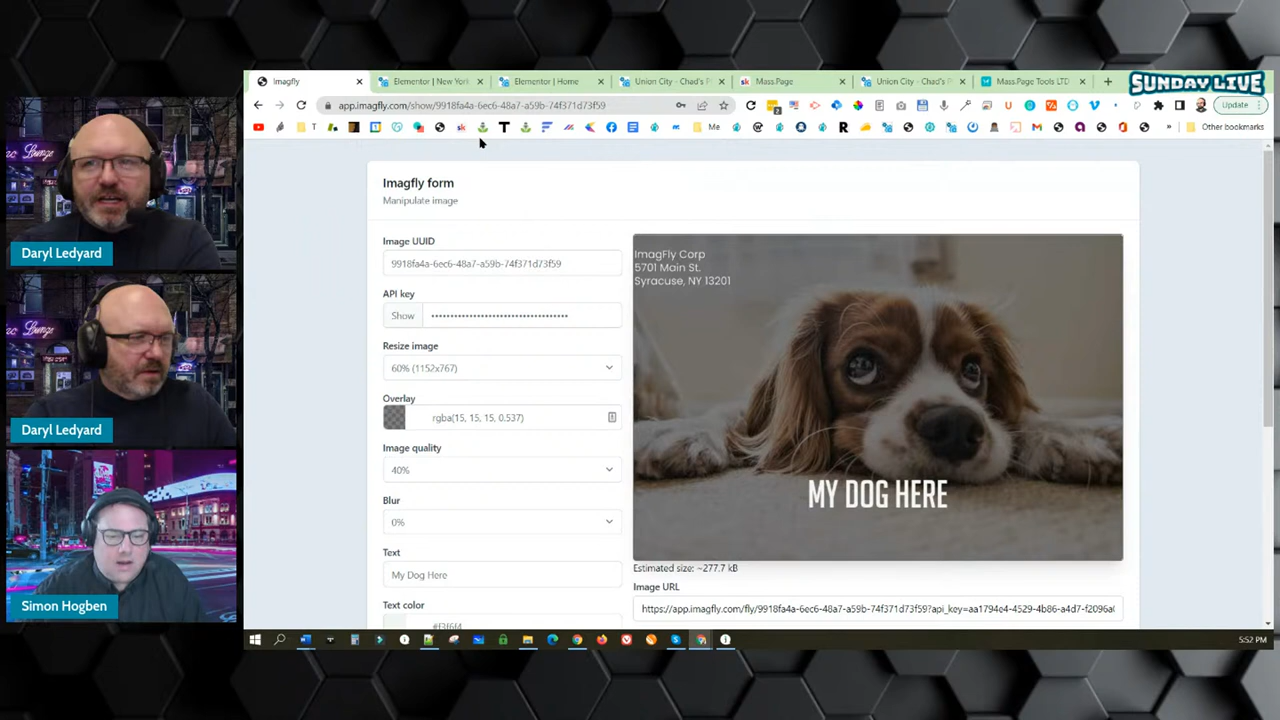 SUNDAY LIVE
Imagfly
Elementor | New York
Elementor | Home
Union City - Chad's P
Mass.Page
Union City - Chad's P
Mass.Page Tools LTD
app.imagfly.com/show/9918fa4a-6ec6-48a7-a59b-74f371d73f59
Update
Me
Other bookmarks
Imagfly form
Manipulate image
Image UUID
9918fa4a-6ec6-48a7-a59b-74f371d73f59
API key
Show
Resize image
60% (1152x767)
Overlay
rgba(15, 15, 15, 0.537)
Image quality
40%
Blur
0%
Text
My Dog Here
Text color
#f3f6f4
ImagFly Corp
5701 Main St.
Syracuse, NY 13201
MY DOG HERE
Estimated size: ~277.7 kB
Image URL
https://app.imagfly.com/fly/9918fa4a-6ec6-48a7-a59b-74f371d73f59?api_key=aa1794e4-4529-4b86-a4d7-f2096a
Daryl Ledyard
Daryl Ledyard
Simon Hogben
5:52 PM